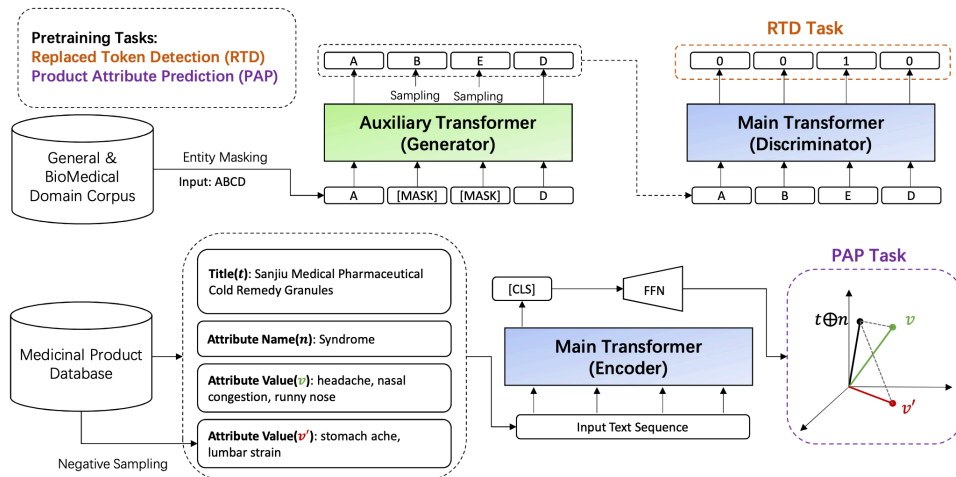 Pretraining Tasks:
Replaced Token Detection (RTD)
Product Attribute Prediction (PAP)
RTD Task
A B E D
0 0 1 0
Sampling Sampling
Auxiliary Transformer
(Generator)
Main Transformer
(Discriminator)
General &
BioMedical
Domain Corpus
Entity Masking
Input: ABCD
A [MASK] [MASK] D
A B E D
PAP Task
Title(t): Sanjiu Medical Pharmaceutical
Cold Remedy Granules
Attribute Name(n): Syndrome
Attribute Value(v): headache, nasal
congestion, runny nose
Attribute Value(v'): stomach ache,
lumbar strain
Medicinal Product
Database
Negative Sampling
[CLS]
FFN
Main Transformer
(Encoder)
Input Text Sequence
t⊕n
v
v'